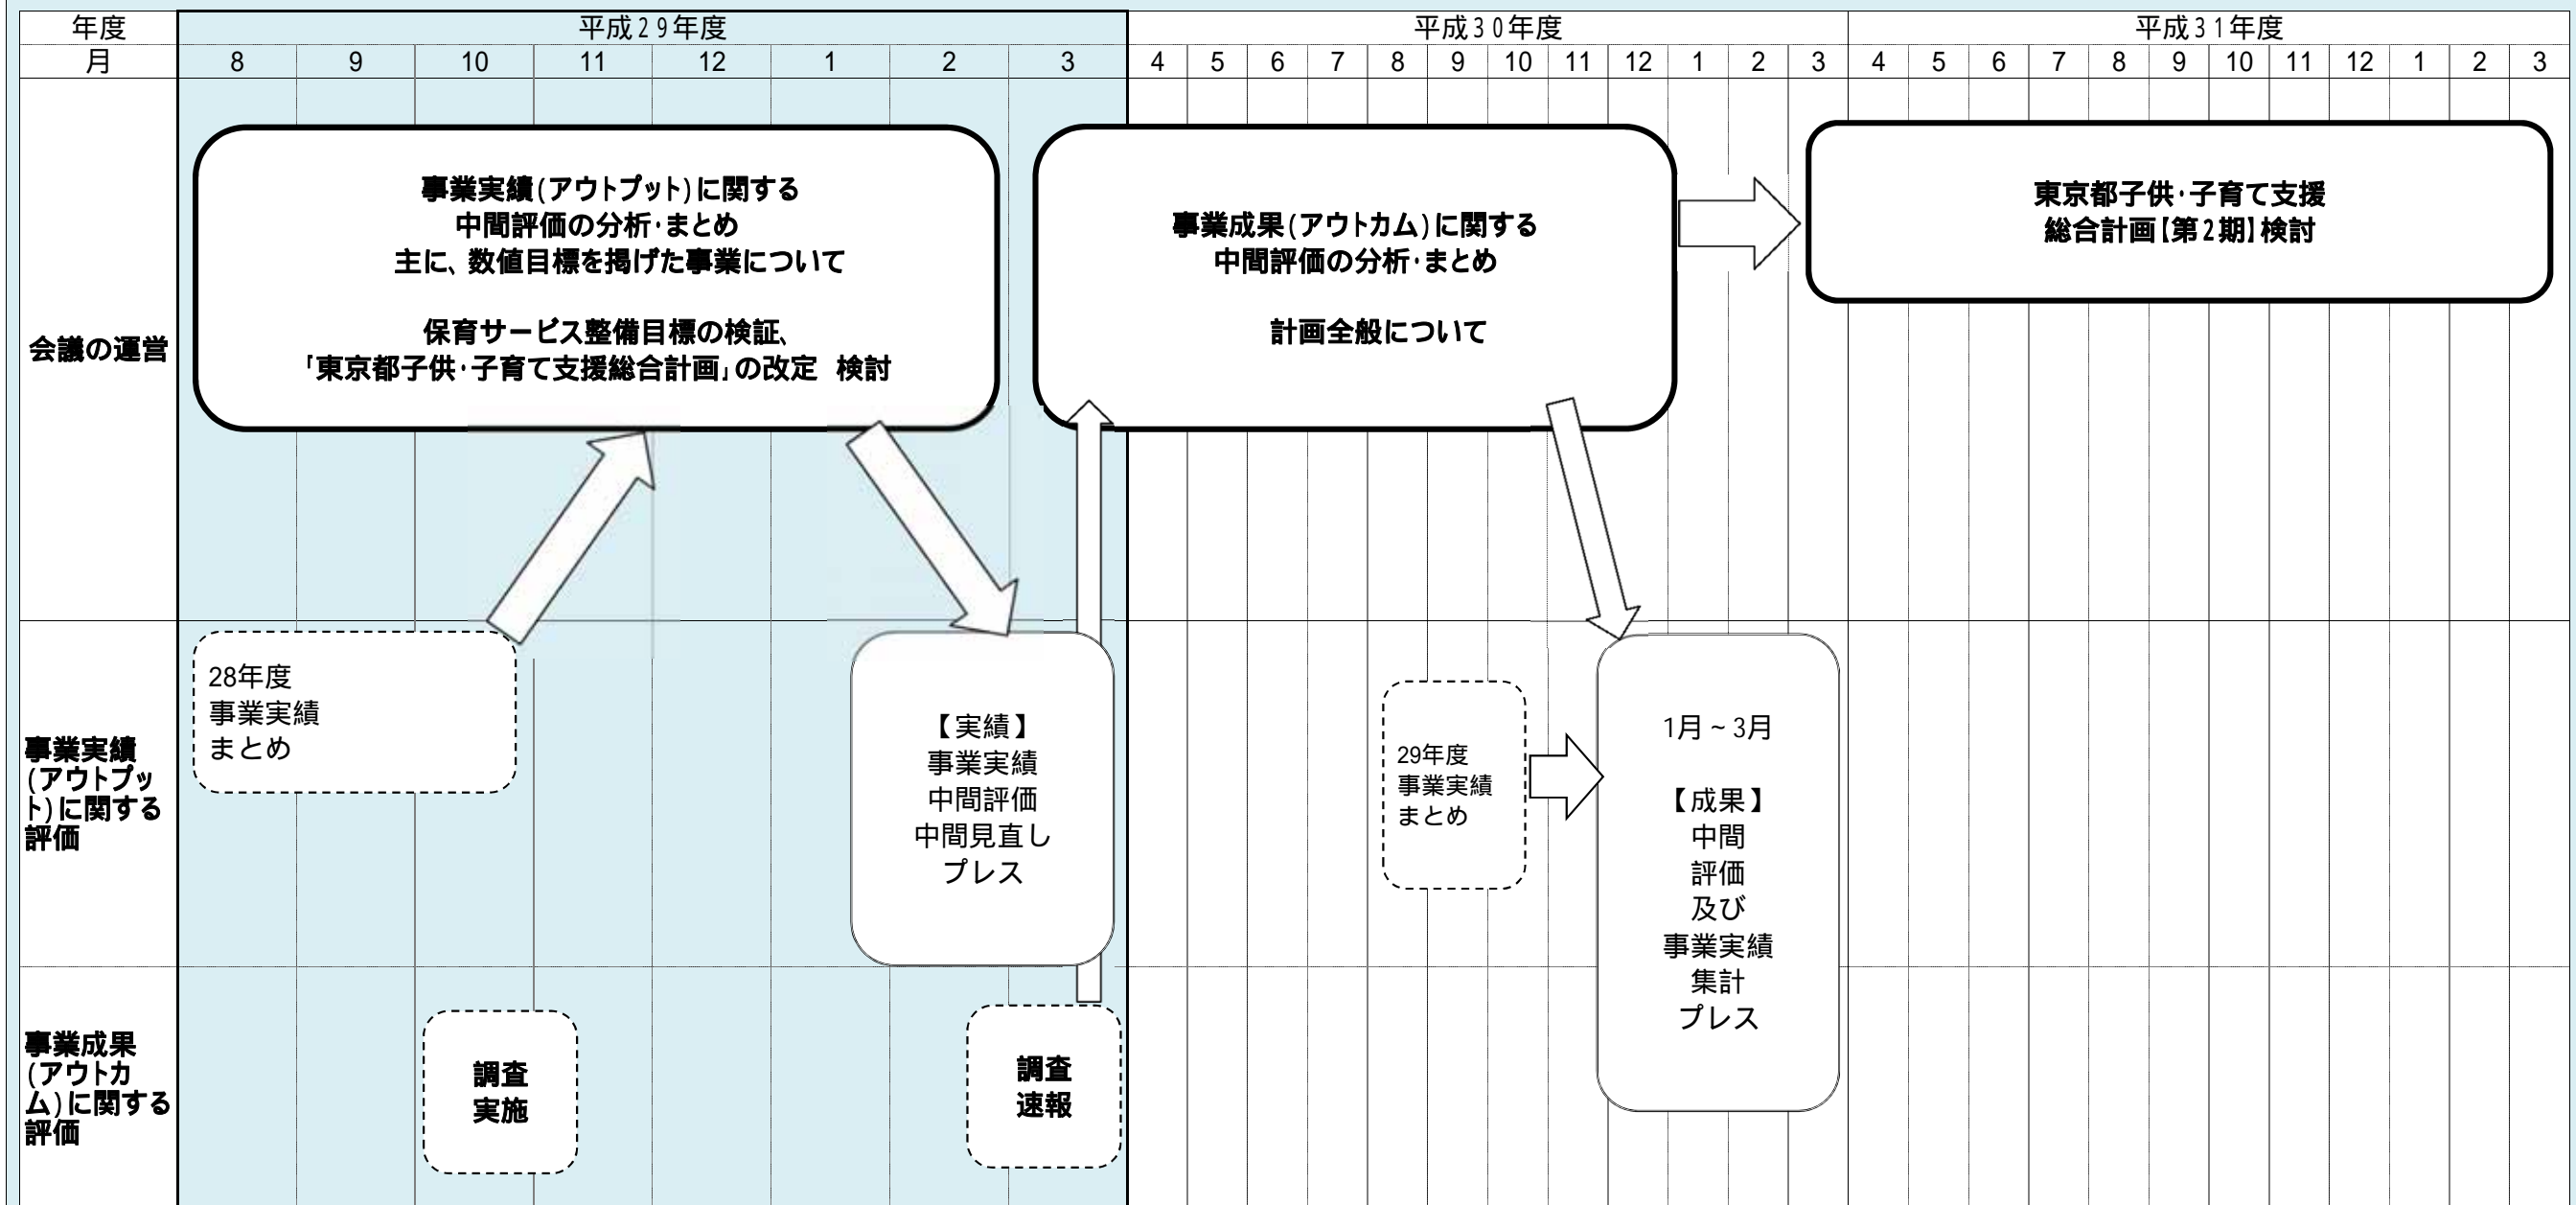 年度 平成29年度 平成30年度 平成31年度
月 8 9 10 11 12 1 2 3 4 5 6 7 8 9 10 11 12 1 2 3 4 5 6 7 8 9 10 11 12 1 2 3
会議の運営
事業実績(アウトプット)に関する
中間評価の分析・まとめ
主に、数値目標を掲げた事業について
保育サービス整備目標の検証、
「東京都子供・子育て支援総合計画」の改定 検討
事業成果(アウトカム)に関する
中間評価の分析・まとめ
計画全般について
東京都子供・子育て支援
総合計画【第2期】検討
事業実績
(アウトプッ
ト)に関する
評価
28年度
事業実績
まとめ
【実績】
事業実績
中間評価
中間見直し
プレス
29年度
事業実績
まとめ
1月~3月
【成果】
中間
評価
及び
事業実績
集計
プレス
事業成果
(アウトカ
ム)に関する
評価
調査
実施
調査
速報